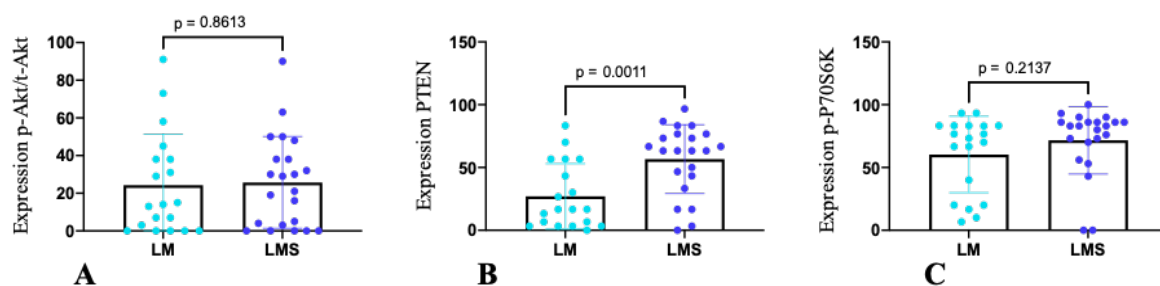 Expression p-Akt/t-Akt
p = 0.8613
100
80
60
40
20
0
LM
LMS
A
Expression PTEN
p = 0.0011
150
100
50
0
LM
LMS
B
Expression p-P70S6K
p = 0.2137
150
100
50
0
LM
LMS
C